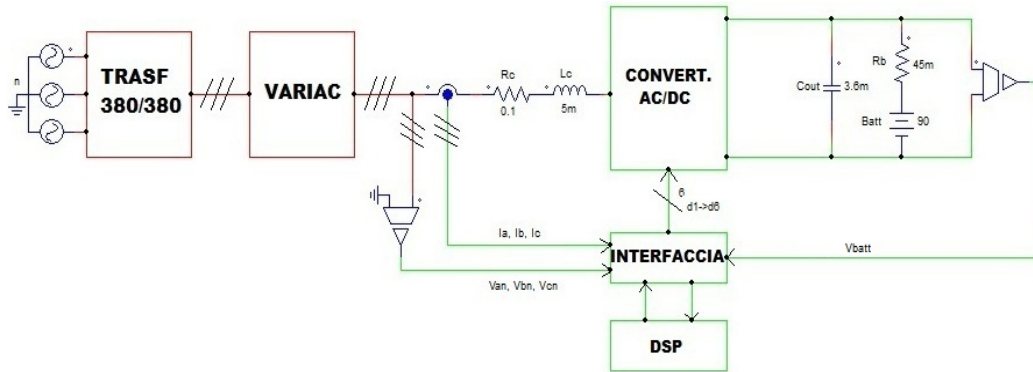 n
TRASF
380/380
VARIAC
Rc
0.1
Lc
5m
CONVERT.
AC/DC
Cout
3.6m
Rb
45m
Batt
90
6
d1->d6
Ia, Ib, Ic
INTERFACCIA
Vbatt
Van, Vbn, Vcn
DSP